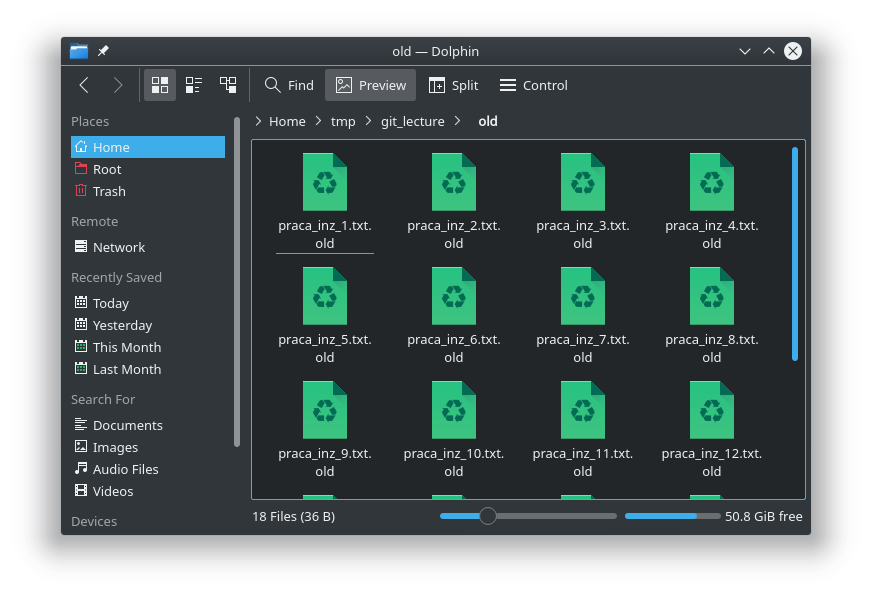 old — Dolphin
Find Preview Split Control
Places
Home
Root
Trash
Remote
Network
Recently Saved
Today
Yesterday
This Month
Last Month
Search For
Documents
Images
Audio Files
Videos
Devices
Home tmp git_lecture old
praca_inz_1.txt.
old
praca_inz_2.txt.
old
praca_inz_3.txt.
old
praca_inz_4.txt.
old
praca_inz_5.txt.
old
praca_inz_6.txt.
old
praca_inz_7.txt.
old
praca_inz_8.txt.
old
praca_inz_9.txt.
old
praca_inz_10.txt.
old
praca_inz_11.txt.
old
praca_inz_12.txt.
old
18 Files (36 B)
50.8 GiB free